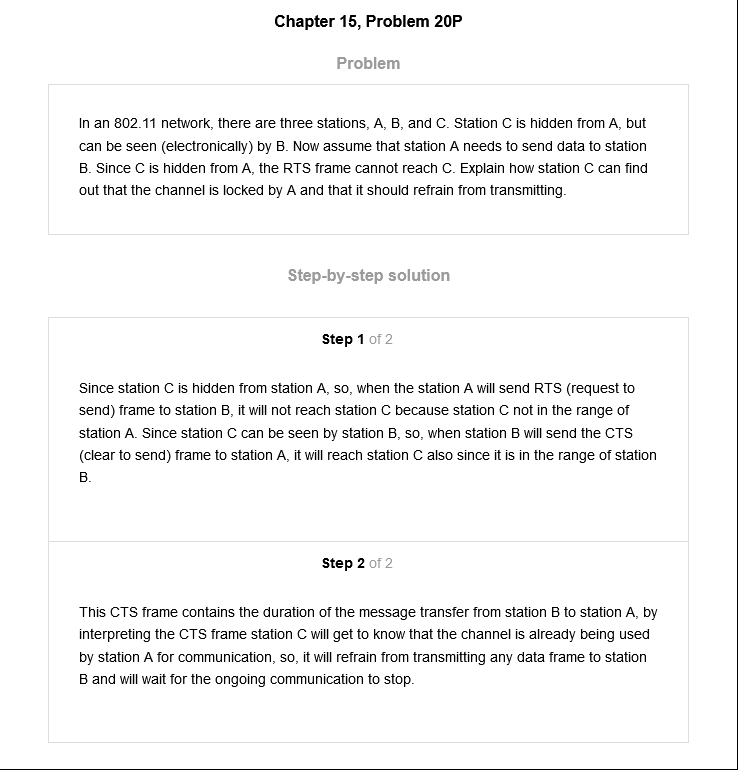 Chapter 15, Problem 20P
Problem
In an 802.11 network, there are three stations, A, B, and C. Station C is hidden from A, but
can be seen (electronically) by B. Now assume that station A needs to send data to station
B. Since C is hidden from A, the RTS frame cannot reach C. Explain how station C can find
out that the channel is locked by A and that it should refrain from transmitting.
Step-by-step solution
Step 1 of 2
Since station C is hidden from station A, so, when the station A will send RTS (request to
send) frame to station B, it will not reach station C because station C not in the range of
station A. Since station C can be seen by station B, so, when station B will send the CTS
(clear to send) frame to station A, it will reach station C also since it is in the range of station
B.
Step 2 of 2
This CTS frame contains the duration of the message transfer from station B to station A, by
interpreting the CTS frame station C will get to know that the channel is already being used
by station A for communication, so, it will refrain from transmitting any data frame to station
B and will wait for the ongoing communication to stop.